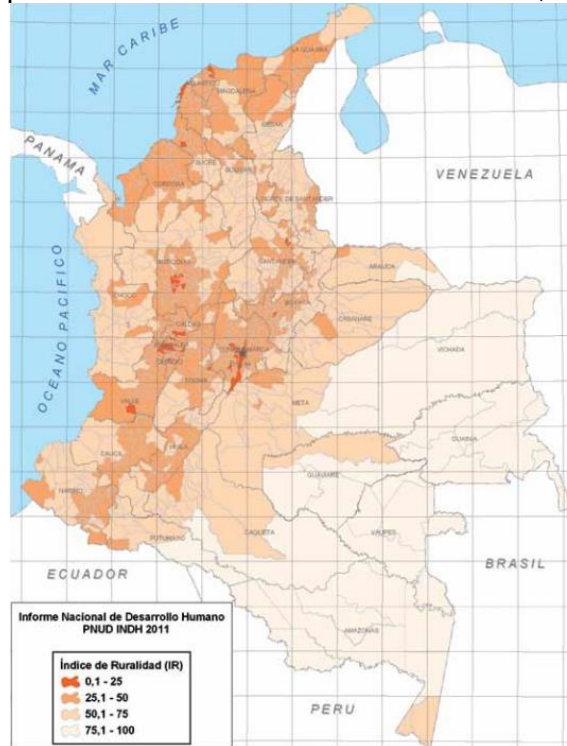 MAR CARIBE
LA GUAJIRA
MAGDALENA
CESAR
PANAMA
SUCRE
BOLIVAR
CORDOBA
NORTE DE SANTANDER
VENEZUELA
SANTANDER
ARAUCA
CHOCO
CALDAS
CASANARE
VICHADA
OCEANO PACIFICO
TOLIMA
META
VALLE
GUAINIA
CAUCA
HUILA
GUAVIARE
NARIÑO
CAQUETA
VAUPES
PUTUMAYO
BRASIL
ECUADOR
AMAZONAS
Informe Nacional de Desarrollo Humano
PNUD INDH 2011
Índice de Ruralidad (IR)
0,1 - 25
25,1 - 50
50,1 - 75
75,1 - 100
PERU